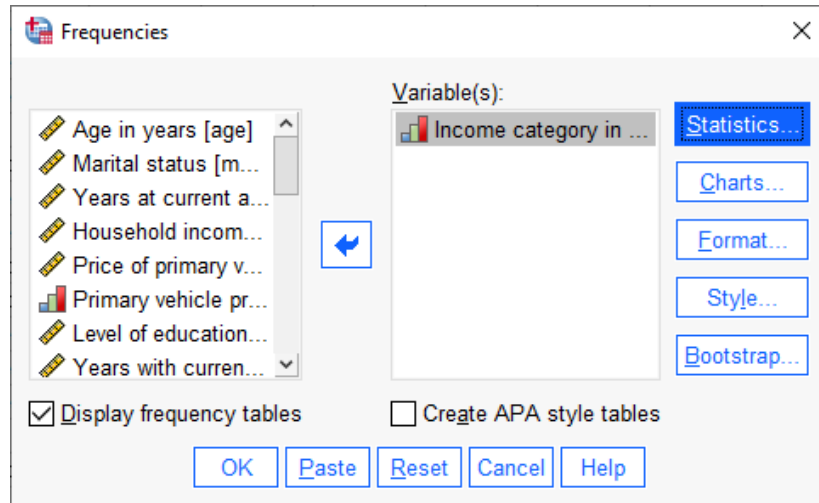 Frequencies
Variable(s):
Age in years [age]
Marital status [m...
Years at current a...
Household incom...
Price of primary v...
Primary vehicle pr...
Level of education...
Years with curren...
Income category in ...
Statistics...
Charts...
Format...
Style...
Bootstrap...
Display frequency tables
Create APA style tables
OK
Paste
Reset
Cancel
Help